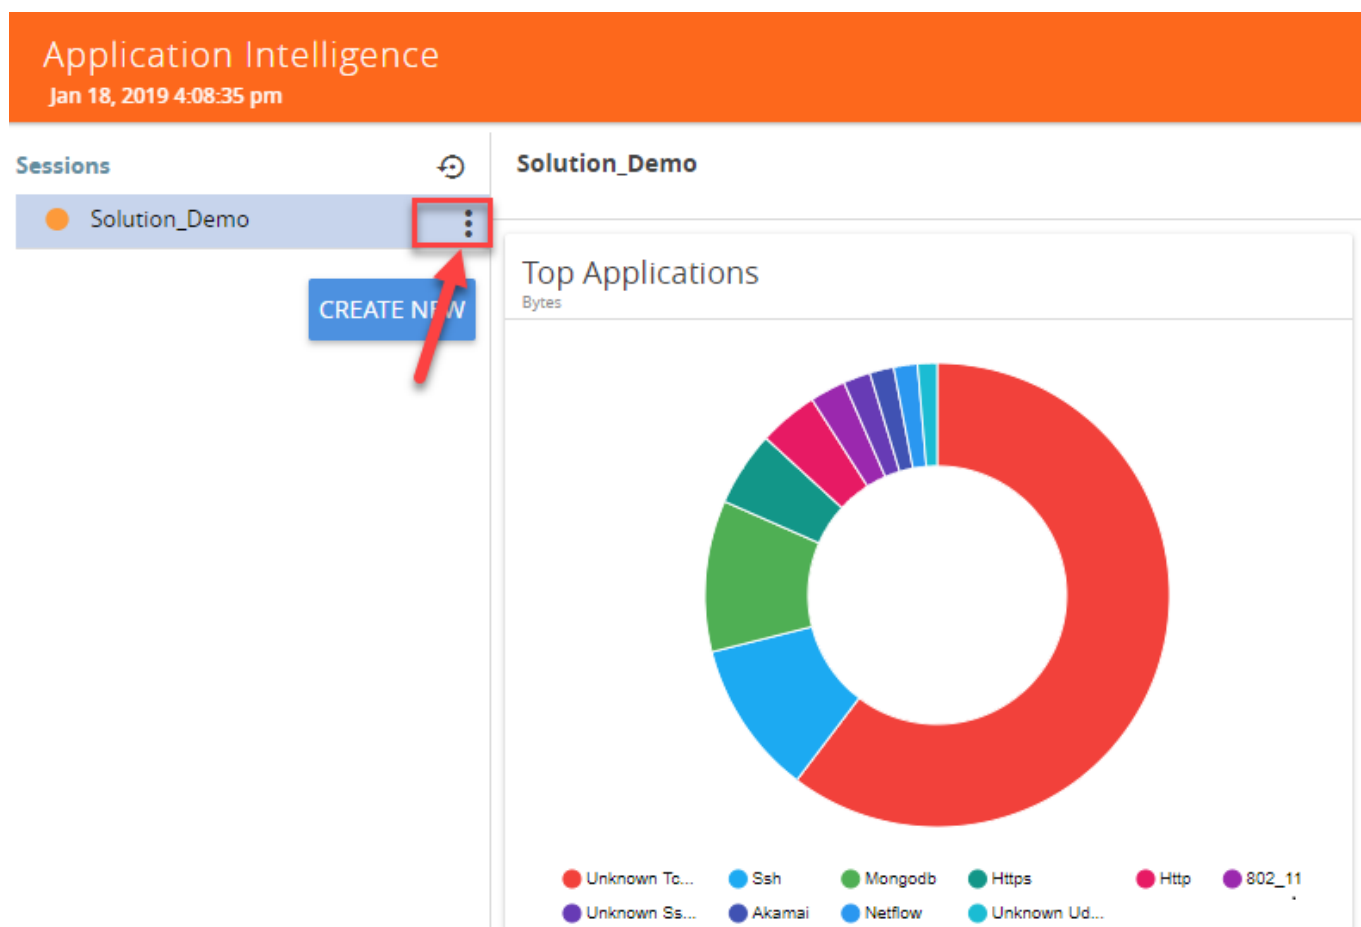 Application Intelligence
Jan 18, 2019 4:08:35 pm
Sessions
Solution_Demo
CREATE NEW
Solution_Demo
Top Applications
Bytes
Unknown Tc... Ssh Mongodb Https Http 802_11
Unknown Ss... Akamai Netflow Unknown Ud...